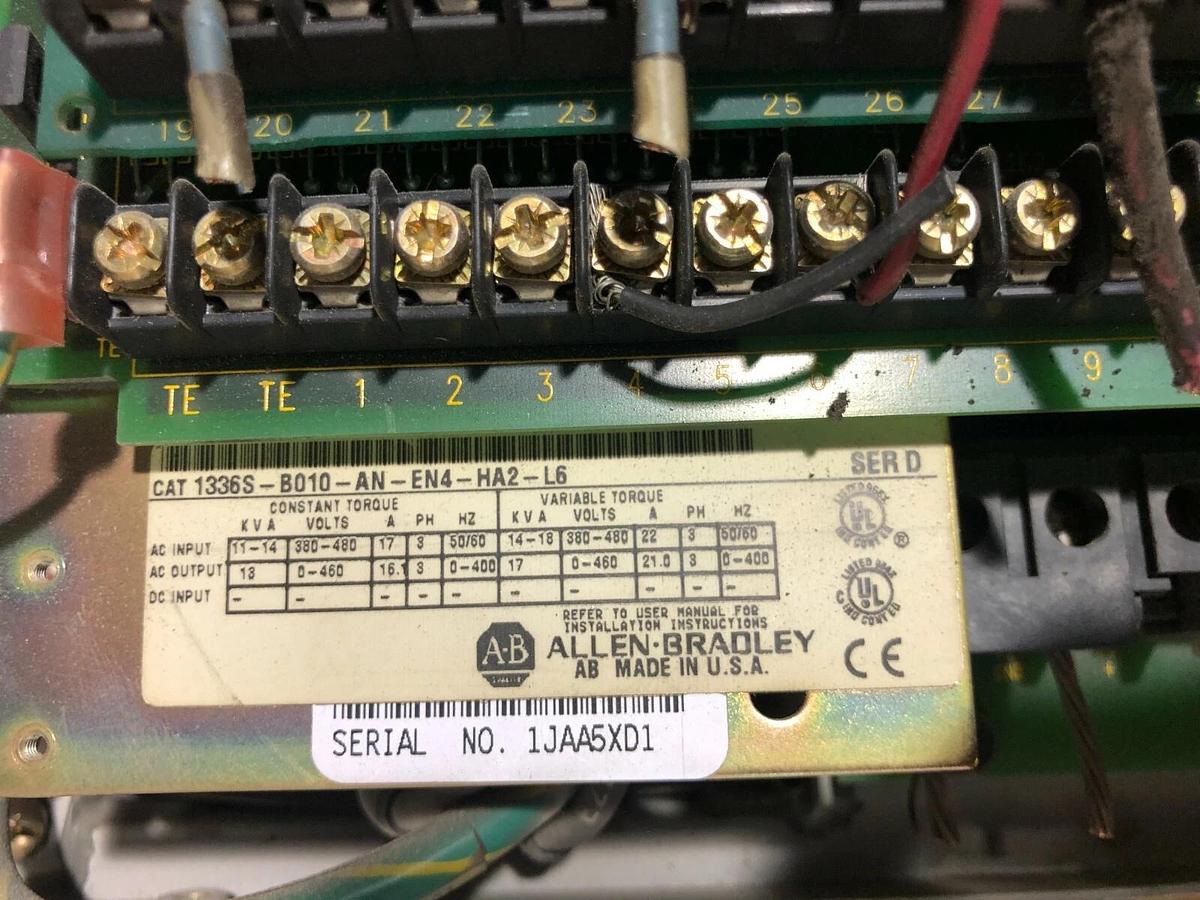 19 20 21 22 23 25 26 27
TE
TE TE 1 2 3 4 5 6 7 8 9
CAT 1336S-B010-AN-EN4-HA2-L6 SER D
CONSTANT TORQUE VARIABLE TORQUE
KVA VOLTS A PH HZ KVA VOLTS A PH HZ
AC INPUT 11-14 380-480 17 3 50/60 14-18 380-480 22 3 50/60
AC OUTPUT 13 0-460 16.1 3 0-400 17 0-460 21.0 3 0-400
DC INPUT - - - - - - - - - -
REFER TO USER MANUAL FOR
INSTALLATION INSTRUCTIONS
A-B ALLEN-BRADLEY
AB MADE IN U.S.A.
CE
UL ®
UL
SERIAL NO. 1JAA5XD1